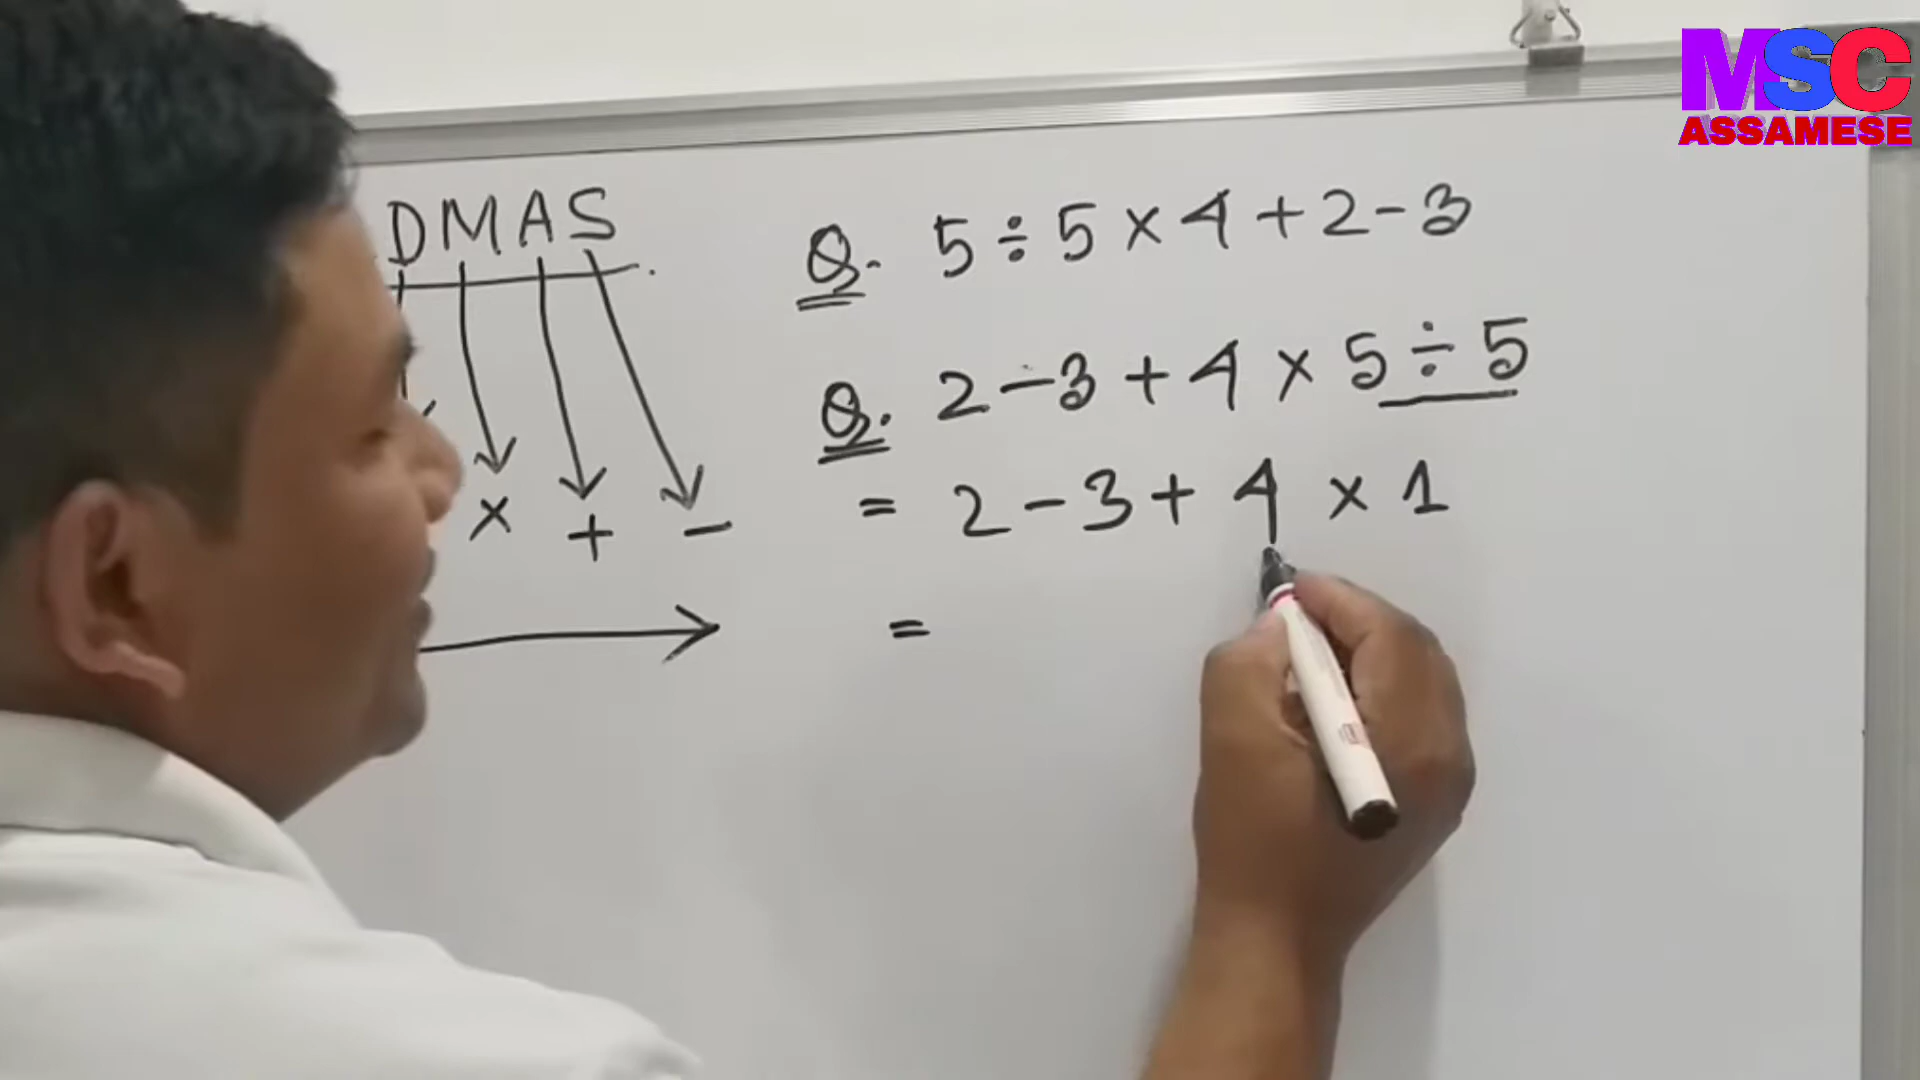 MSC
ASSAMESE
DMAS
× + -
Q. 5 ÷ 5 × 4 + 2 - 3
Q. 2 - 3 + 4 × 5 ÷ 5
= 2 - 3 + 4 × 1
=